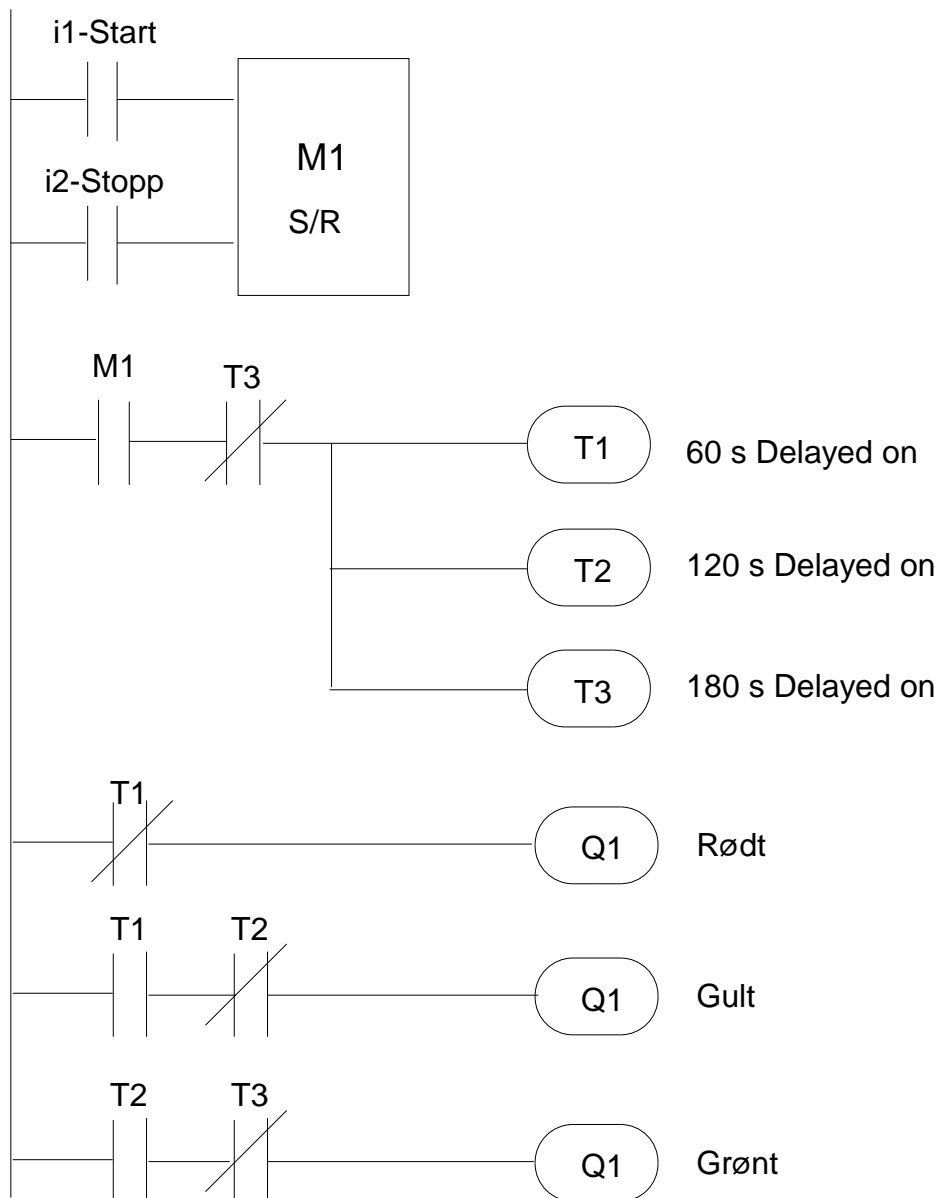 i1-Start
M1
i2-Stopp
S/R
M1
T3
T1
60 s Delayed on
T2
120 s Delayed on
T3
180 s Delayed on
T1
Q1
Rødt
T1
T2
Q1
Gult
T2
T3
Q1
Grønt